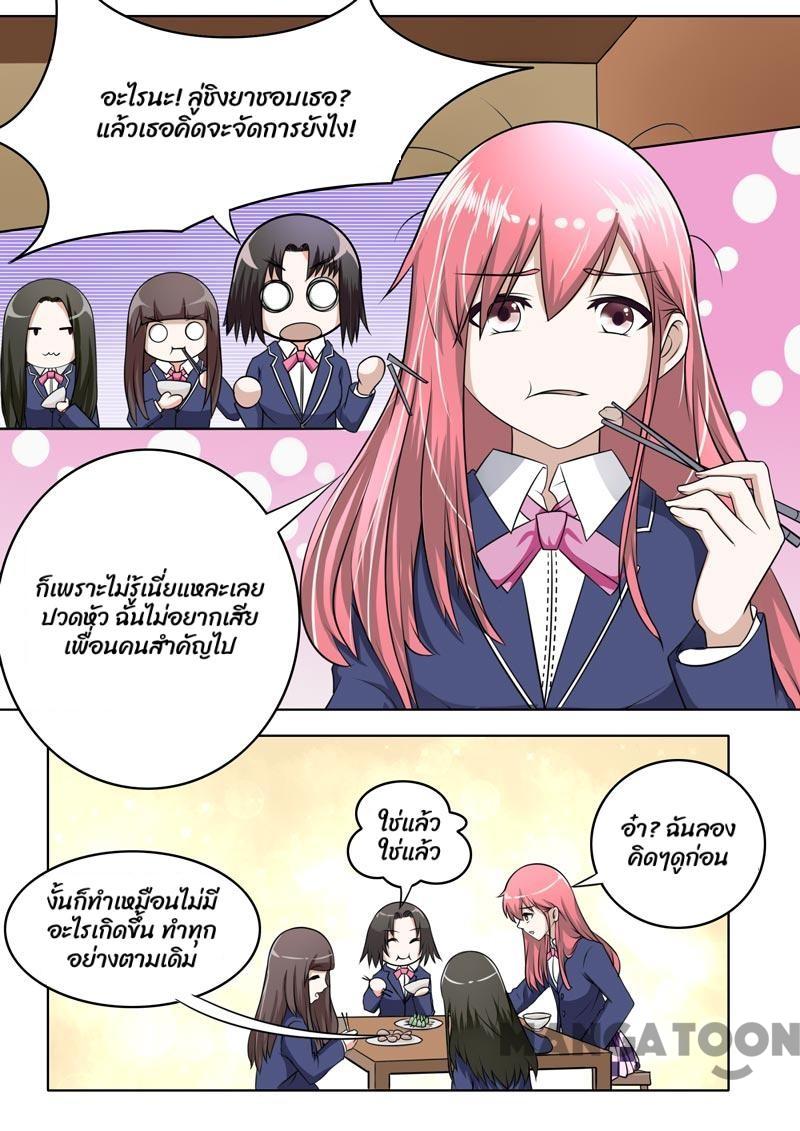 อะไรนะ! ลู่ชิงยาชอบเธอ?
แล้วเธอคิดจะจัดการยังไง!
ก็เพราะไม่รู้เนี่ยแหละเลย
ปวดหัว ฉันไม่อยากเสีย
เพื่อนคนสำคัญไป
ใช่แล้ว
ใช่แล้ว
อ๋า? ฉันลอง
คิดๆดูก่อน
งั้นก็ทำเหมือนไม่มี
อะไรเกิดขึ้น ทำทุก
อย่างตามเดิม
MANGATOON